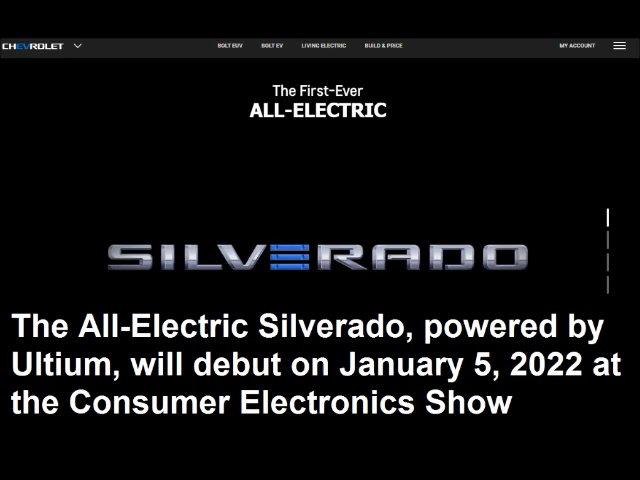 CHEVROLET BOLT EUV BOLT EV LIVING ELECTRIC BUILD & PRICE MY ACCOUNT
The First-Ever
ALL-ELECTRIC
SILVERADO
The All-Electric Silverado, powered by
Ultium, will debut on January 5, 2022 at
the Consumer Electronics Show